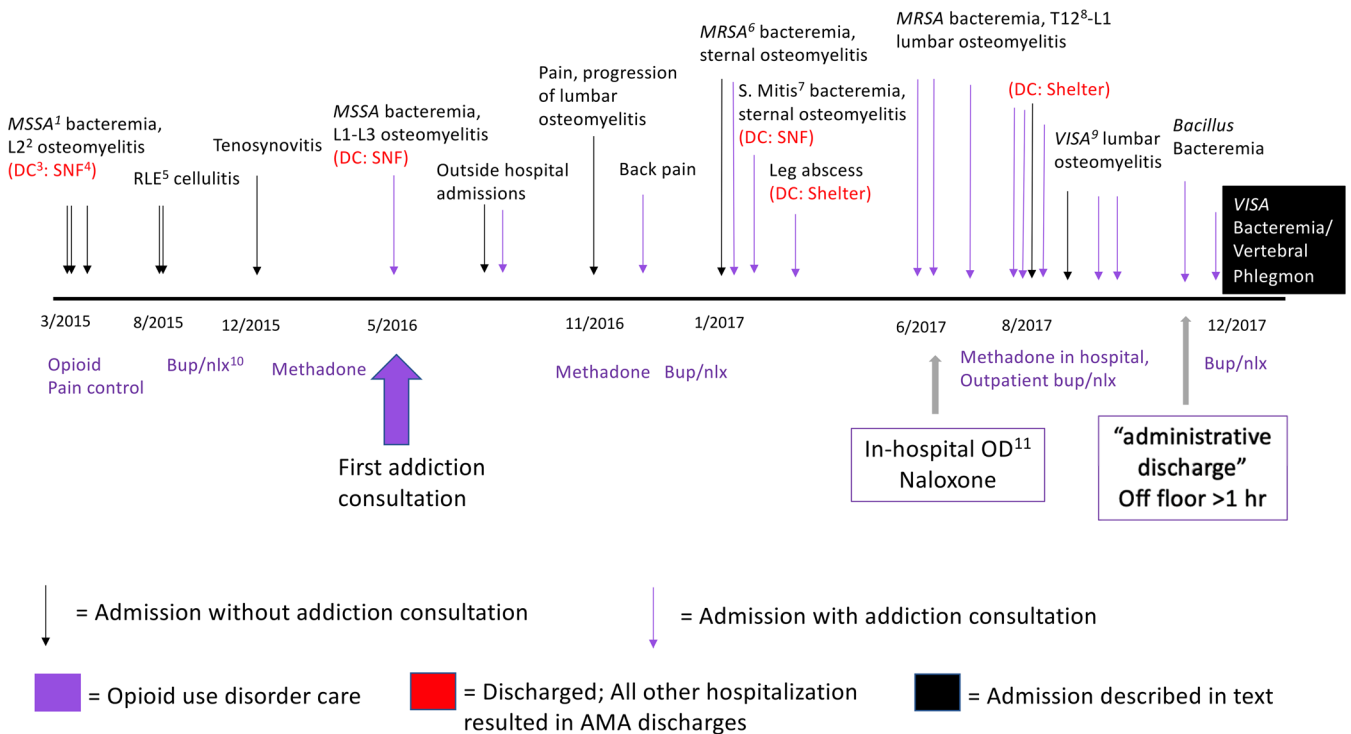 MSSA¹ bacteremia,
L2² osteomyelitis
(DC³: SNF⁴)
RLE⁵ cellulitis
Tenosynovitis
MSSA bacteremia,
L1-L3 osteomyelitis
(DC: SNF)
Outside hospital
admissions
Pain, progression
of lumbar
osteomyelitis
Back pain
MRSA⁶ bacteremia,
sternal osteomyelitis
S. Mitis⁷ bacteremia,
sternal osteomyelitis
(DC: SNF)
Leg abscess
(DC: Shelter)
MRSA bacteremia, T12⁸-L1
lumbar osteomyelitis
(DC: Shelter)
VISA⁹ lumbar
osteomyelitis
Bacillus
Bacteremia
VISA
Bacteremia/
Vertebral
Phlegmon
3/2015
8/2015
12/2015
5/2016
11/2016
1/2017
6/2017
8/2017
12/2017
Opioid
Pain control
Bup/nlx¹⁰
Methadone
Methadone
Bup/nlx
Methadone in hospital,
Outpatient bup/nlx
Bup/nlx
First addiction
consultation
In-hospital OD¹¹
Naloxone
“administrative
discharge”
Off floor >1 hr
= Admission without addiction consultation
= Admission with addiction consultation
= Opioid use disorder care
= Discharged; All other hospitalization
resulted in AMA discharges
= Admission described in text